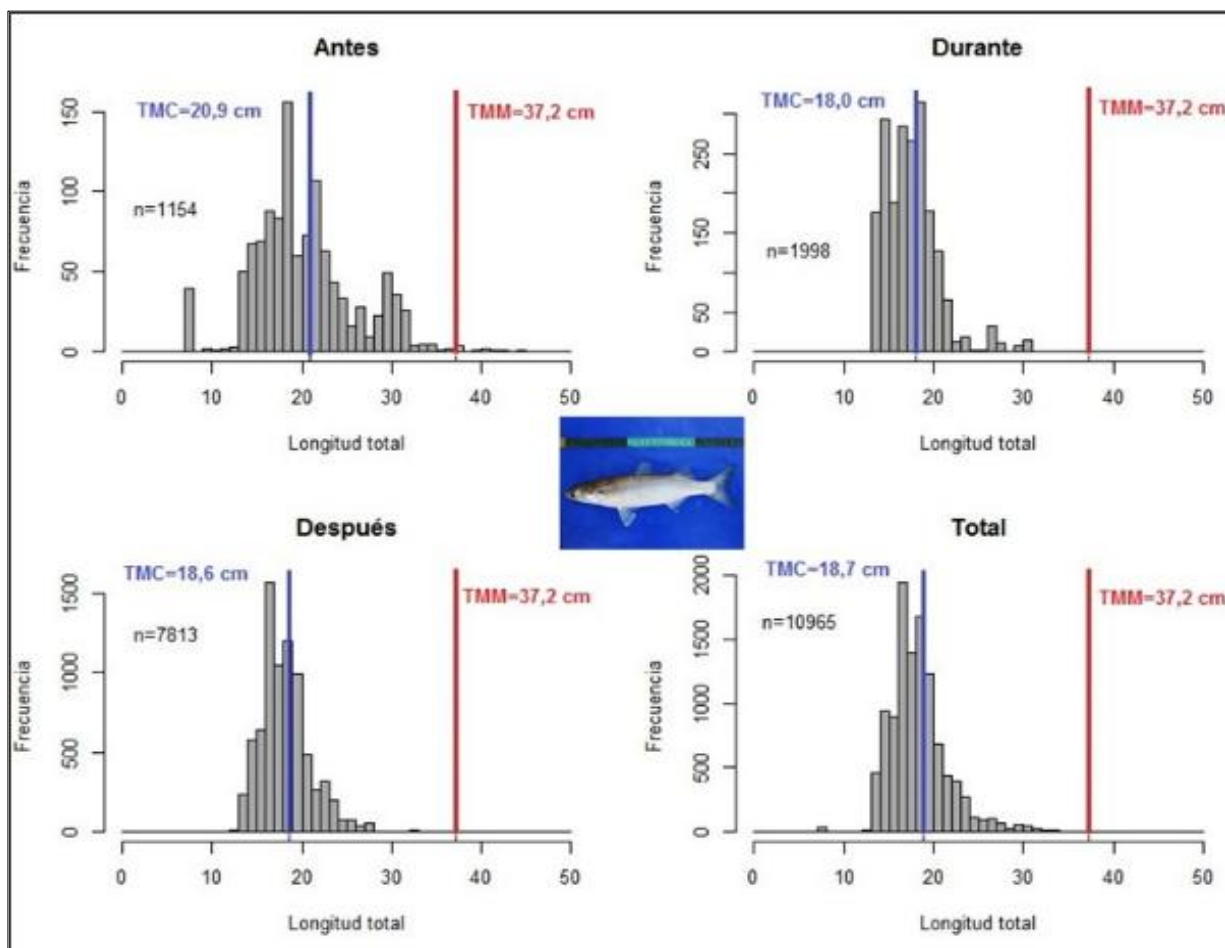 Antes
TMC=20,9 cm
TMM=37,2 cm
n=1154
Frecuencia
0 50 100 150
0 10 20 30 40 50
Longitud total
Durante
TMC=18,0 cm
TMM=37,2 cm
n=1998
Frecuencia
0 50 150 250
0 10 20 30 40 50
Longitud total
Después
TMC=18,6 cm
TMM=37,2 cm
n=7813
Frecuencia
0 500 1000 1500
0 10 20 30 40 50
Longitud total
Total
TMC=18,7 cm
TMM=37,2 cm
n=10965
Frecuencia
0 500 1000 1500 2000
0 10 20 30 40 50
Longitud total